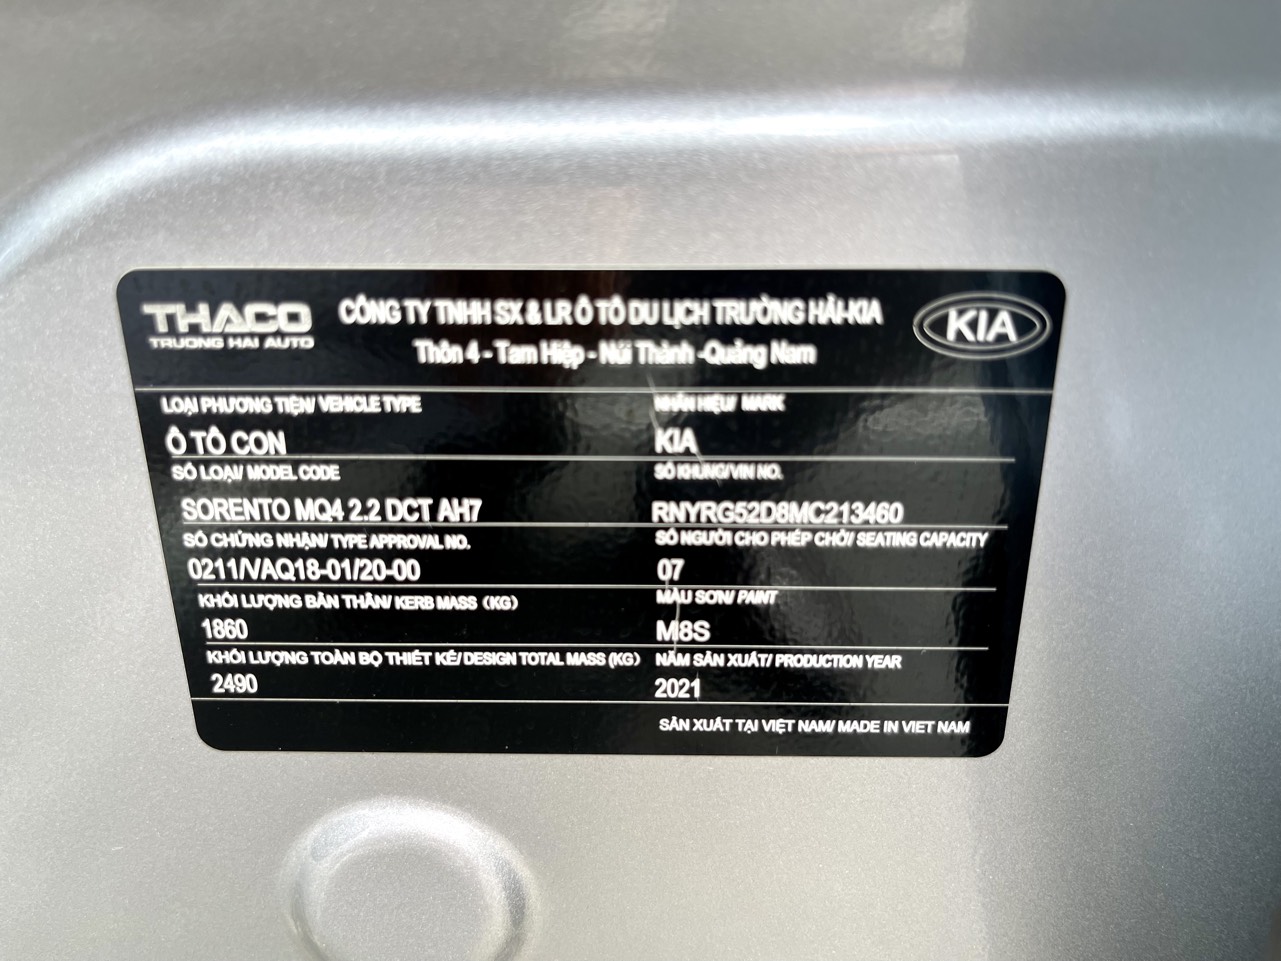 THACO
TRUONG HAI AUTO
CÔNG TY TNHH SX & LR Ô TÔ DU LỊCH TRƯỜNG HẢI-KIA
Thôn 4 - Tam Hiệp - Núi Thành -Quảng Nam
KIA
LOẠI PHƯƠNG TIỆN/ VEHICLE TYPE
NHÃN HIỆU/ MARK
Ô TÔ CON
KIA
SỐ LOẠI/ MODEL CODE
SỐ KHUNG/VIN NO.
SORENTO MQ4 2.2 DCT AH7
RNYRG52D8MC213460
SỐ CHỨNG NHẬN/ TYPE APPROVAL NO.
SỐ NGƯỜI CHO PHÉP CHỞ/ SEATING CAPACITY
0211/VAQ18-01/20-00
07
KHỐI LƯỢNG BẢN THÂN/ KERB MASS (KG)
MÀU SƠN/ PAINT
1860
M8S
KHỐI LƯỢNG TOÀN BỘ THIẾT KẾ/ DESIGN TOTAL MASS (KG)
NĂM SẢN XUẤT/ PRODUCTION YEAR
2490
2021
SẢN XUẤT TẠI VIỆT NAM/ MADE IN VIET NAM